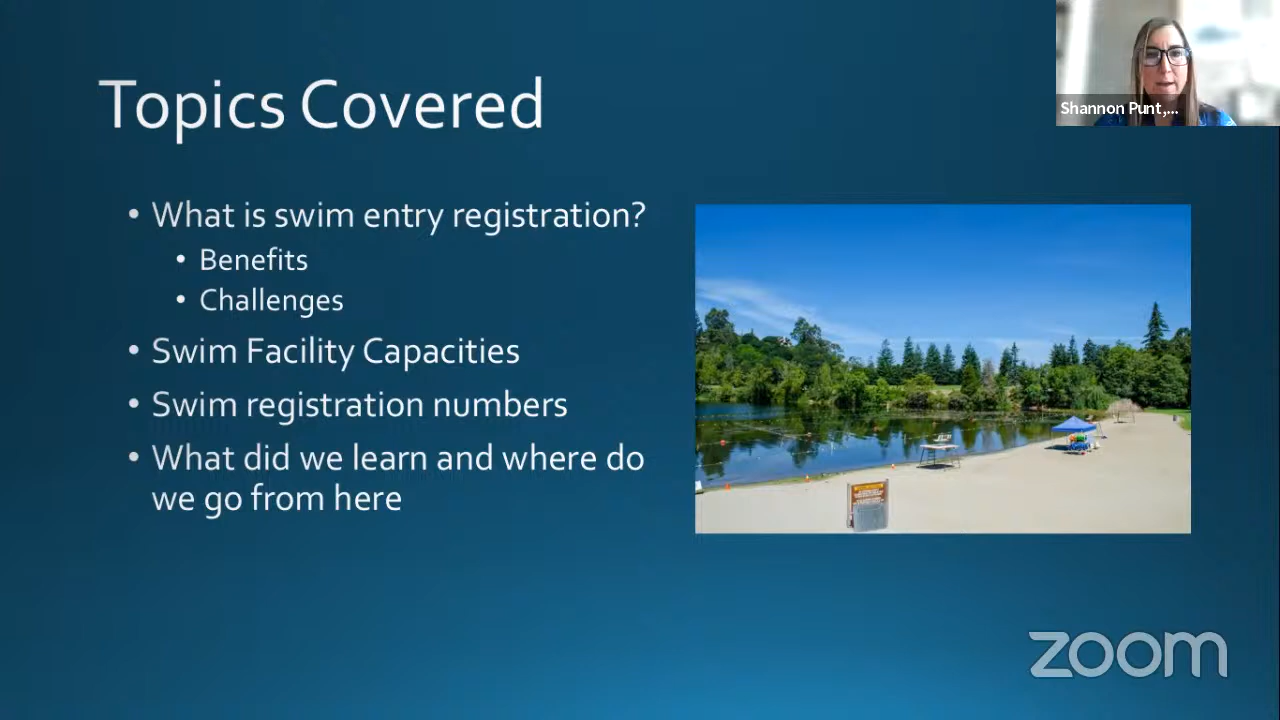 Topics Covered
Shannon Punt,...
• What is swim entry registration?
• Benefits
• Challenges
• Swim Facility Capacities
• Swim registration numbers
• What did we learn and where do
we go from here
zoom